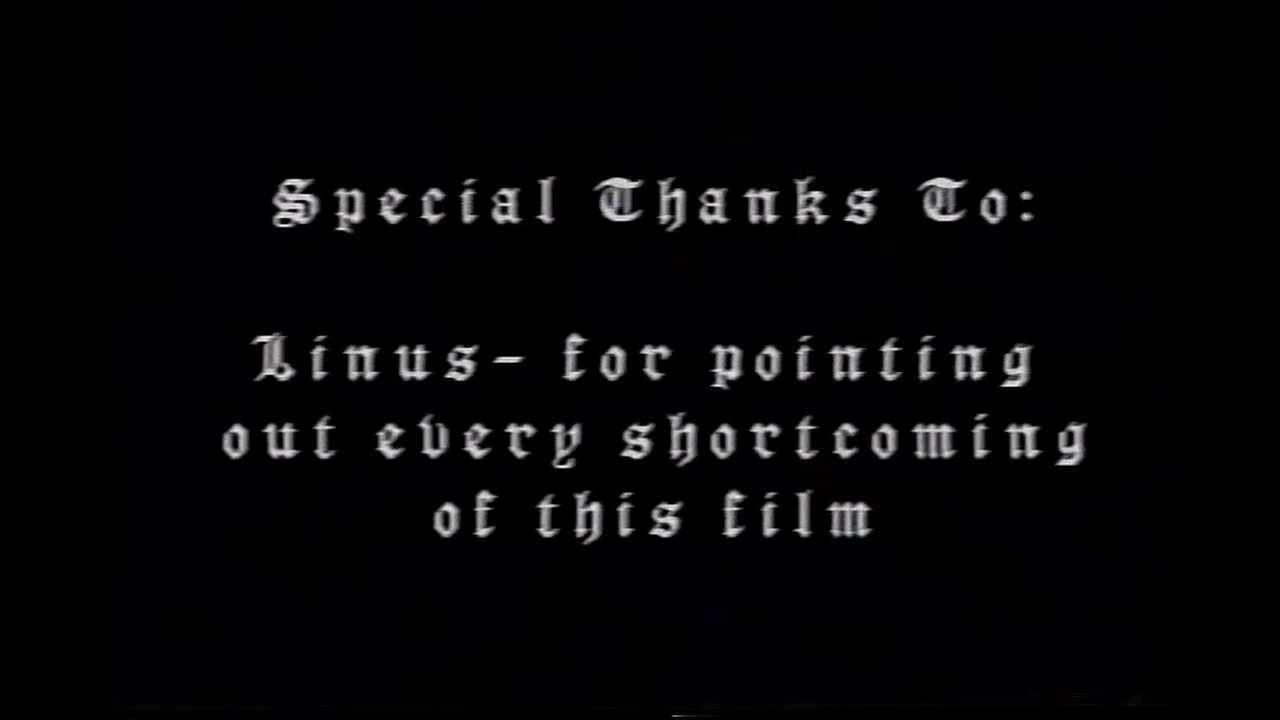 Special Thanks To:
Linus- for pointing
out every shortcoming
of this film